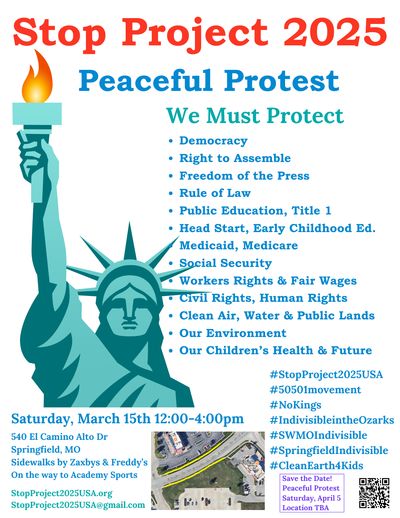 Stop Project 2025
Peaceful Protest
We Must Protect
• Democracy
• Right to Assemble
• Freedom of the Press
• Rule of Law
• Public Education, Title 1
• Head Start, Early Childhood Ed.
• Medicaid, Medicare
• Social Security
• Workers Rights & Fair Wages
• Civil Rights, Human Rights
• Clean Air, Water & Public Lands
• Our Environment
• Our Children's Health & Future
#StopProject2025USA
#50501movement
#NoKings
#IndivisibleintheOzarks
#SWMOIndivisible
#SpringfieldIndivisible
#CleanEarth4Kids
Saturday, March 15th 12:00-4:00pm
540 El Camino Alto Dr
Springfield, MO
Sidewalks by Zaxbys & Freddy's
On the way to Academy Sports
StopProject2025USA.org
StopProject2025USA@gmail.com
Save the Date!
Peaceful Protest
Saturday, April 5
Location TBA